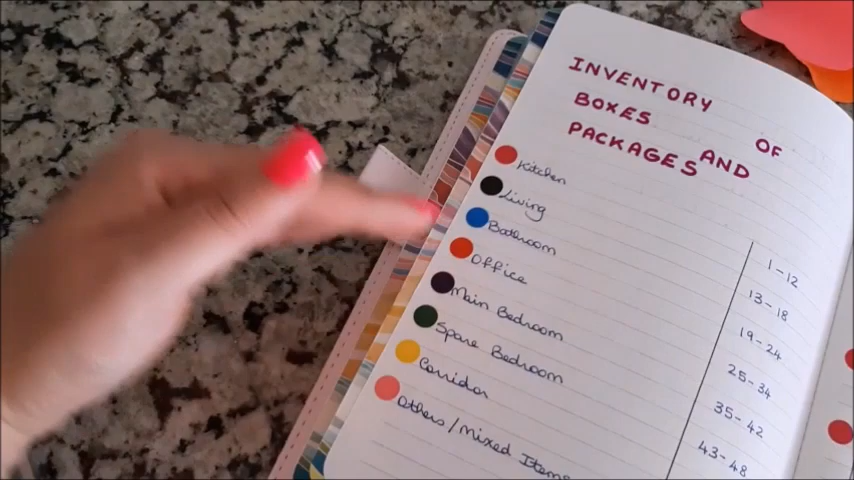 INVENTORY OF
BOXES AND
PACKAGES
Kitchen 1-12
Living 13-18
Bathroom 19-24
Office 25-34
Main Bedroom 35-42
Spare Bedroom 43-48
Corridor
Others/Mixed Items